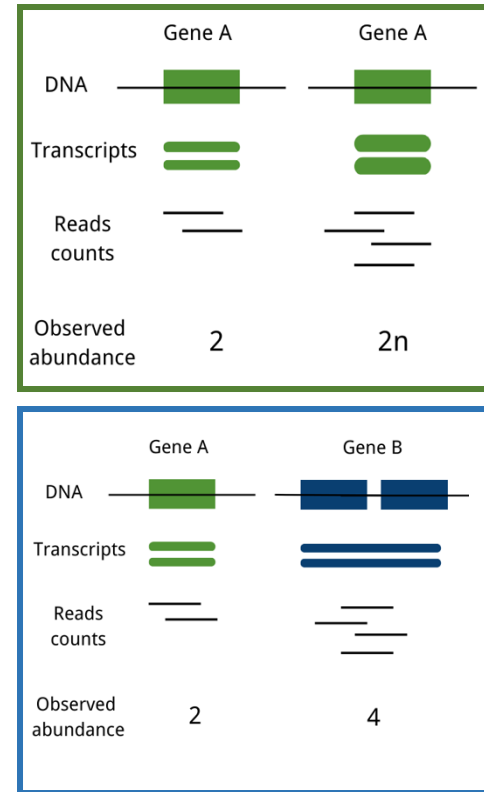 Gene A
Gene A
DNA
Transcripts
Reads
counts
Observed
abundance
2
2n
Gene A
Gene B
DNA
Transcripts
Reads
counts
Observed
abundance
2
4